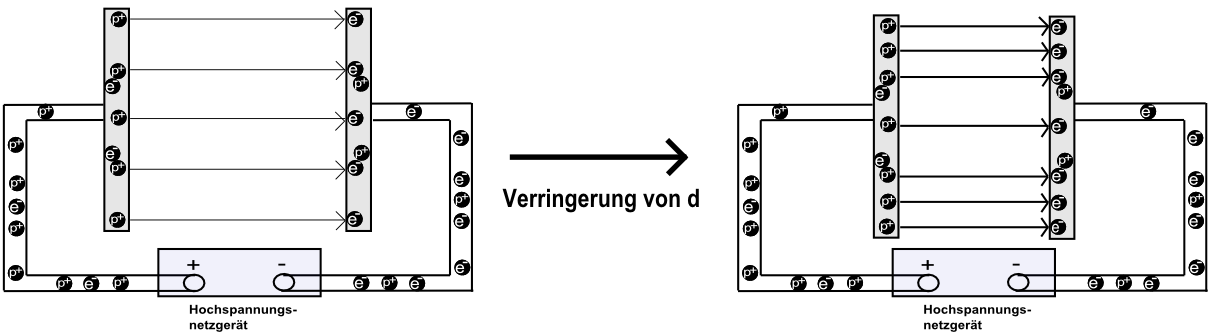 p⁺ e⁻
p⁺ e⁻
e⁻ p⁺
p⁺ e⁻
p⁺ e⁻
e⁻ p⁺
p⁺ e⁻
p⁺ e⁻
p⁺ e⁻
p⁺ e⁻
e⁻ p⁺
p⁺ e⁻
p⁺ e⁻
p⁺ e⁻ p⁺ e⁻ p⁺ e⁻
+ -
Hochspannungs-
netzgerät
Verringerung von d
p⁺ e⁻
p⁺ e⁻
p⁺ e⁻
e⁻ p⁺
p⁺ e⁻
p⁺ e⁻
e⁻ p⁺
p⁺ e⁻
p⁺ e⁻
p⁺ e⁻
p⁺ e⁻
p⁺ e⁻
e⁻ p⁺
p⁺ e⁻
p⁺ e⁻
p⁺ e⁻ p⁺ e⁻ p⁺ e⁻
+ -
Hochspannungs-
netzgerät